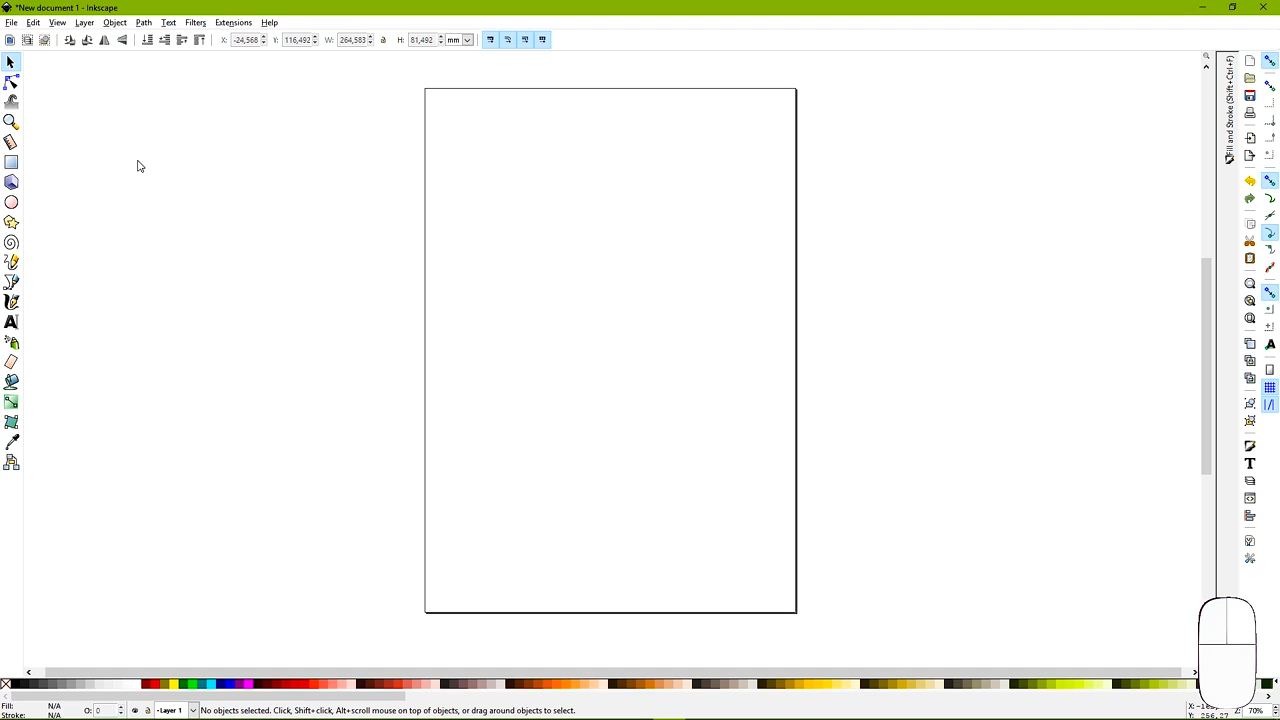 *New document 1 - Inkscape
File Edit View Layer Object Path Text Filters Extensions Help
X: -24,568 Y: 116,492 W: 264,583 H: 81,492 mm
Fill and Stroke (Shift+Ctrl+F)
Fill: N/A
Stroke: N/A
O: 0
-Layer 1
No objects selected. Click, Shift+click, Alt+scroll mouse on top of objects, or drag around objects to select.
Y: 256,27
70%